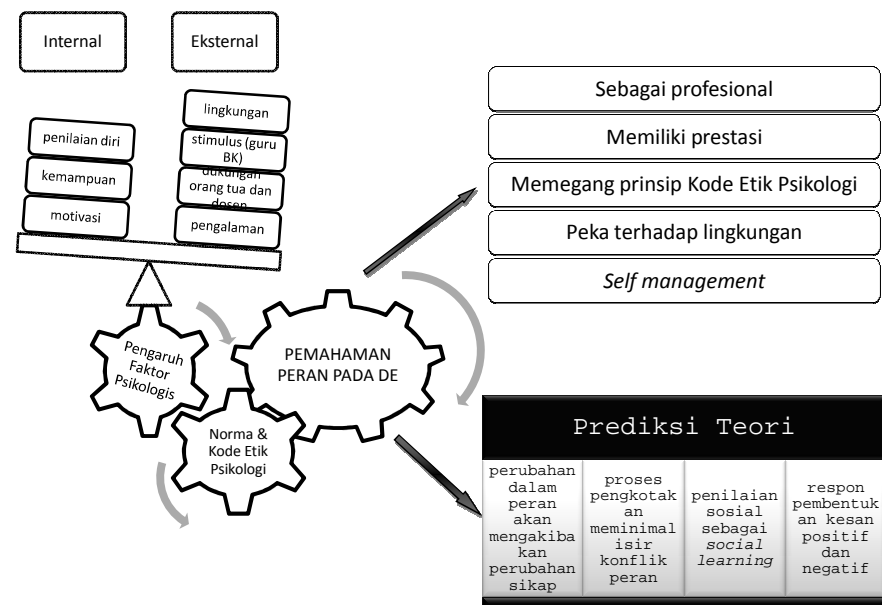 Internal
Eksternal
penilaian diri
kemampuan
motivasi
lingkungan
stimulus (guru
BK)
dukungan
orang tua dan
dosen
pengalaman
Pengaruh
Faktor
Psikologis
PEMAHAMAN
PERAN PADA DE
Norma &
Kode Etik
Psikologi
Sebagai profesional
Memiliki prestasi
Memegang prinsip Kode Etik Psikologi
Peka terhadap lingkungan
Self management
Prediksi Teori
perubahan
dalam
peran
akan
mengakiba
kan
perubahan
sikap
proses
pengkotak
an
meminimal
isir
konflik
peran
penilaian
sosial
sebagai
social
learning
respon
pembentuk
an kesan
positif
dan
negatif